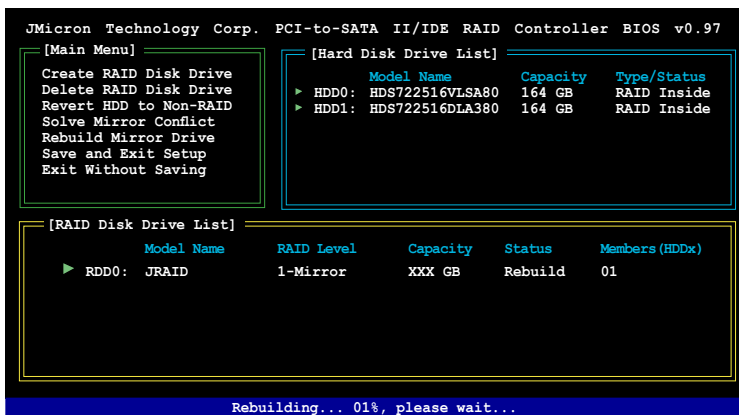 JMicron Technology Corp. PCI-to-SATA II/IDE RAID Controller BIOS v0.97
[Main Menu]
Create RAID Disk Drive
Delete RAID Disk Drive
Revert HDD to Non-RAID
Solve Mirror Conflict
Rebuild Mirror Drive
Save and Exit Setup
Exit Without Saving
[Hard Disk Drive List]
Model Name Capacity Type/Status
HDD0: HDS722516VLSA80 164 GB RAID Inside
HDD1: HDS722516DLA380 164 GB RAID Inside
[RAID Disk Drive List]
Model Name RAID Level Capacity Status Members(HDDx)
RDD0: JRAID 1-Mirror XXX GB Rebuild 01
Rebuilding... 01%, please wait...